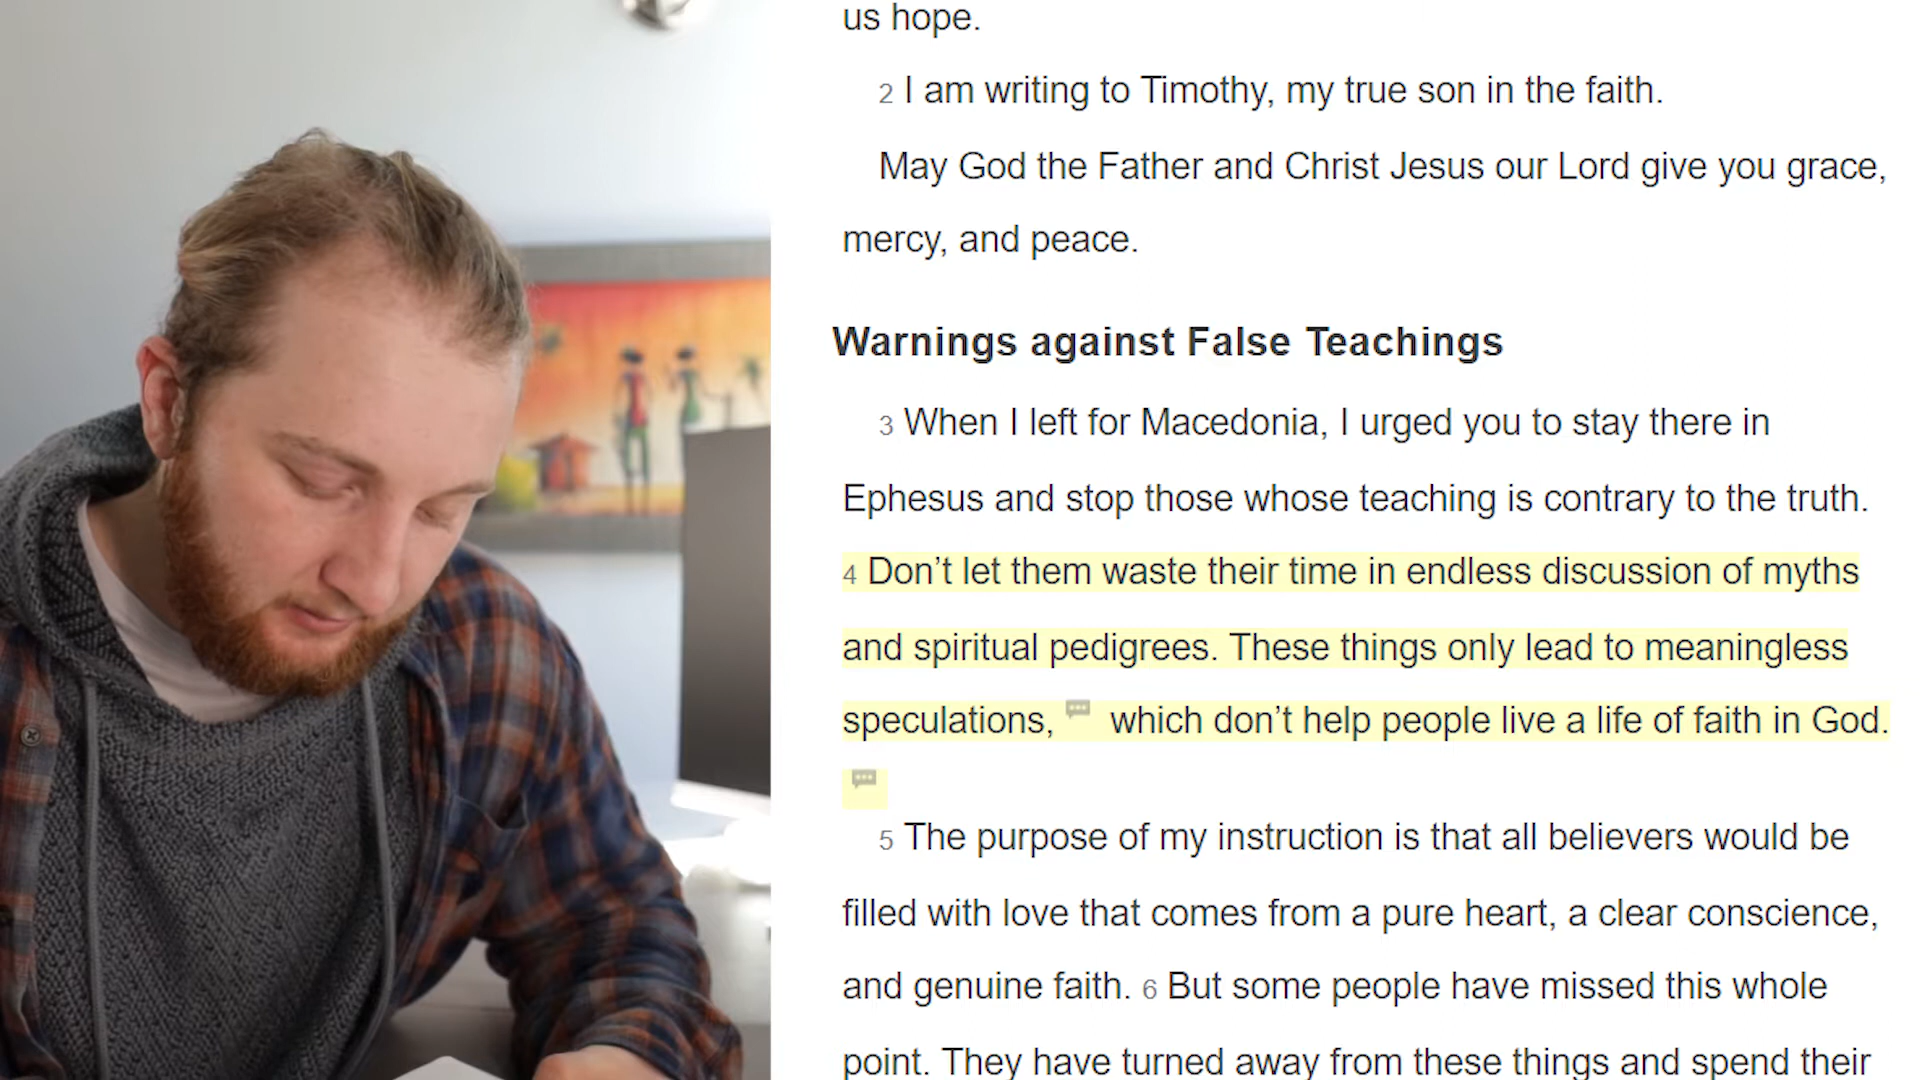 us hope.
2 I am writing to Timothy, my true son in the faith.
May God the Father and Christ Jesus our Lord give you grace,
mercy, and peace.
Warnings against False Teachings
3 When I left for Macedonia, I urged you to stay there in
Ephesus and stop those whose teaching is contrary to the truth.
4 Don’t let them waste their time in endless discussion of myths
and spiritual pedigrees. These things only lead to meaningless
speculations, which don’t help people live a life of faith in God.
5 The purpose of my instruction is that all believers would be
filled with love that comes from a pure heart, a clear conscience,
and genuine faith. 6 But some people have missed this whole
point. They have turned away from these things and spend their